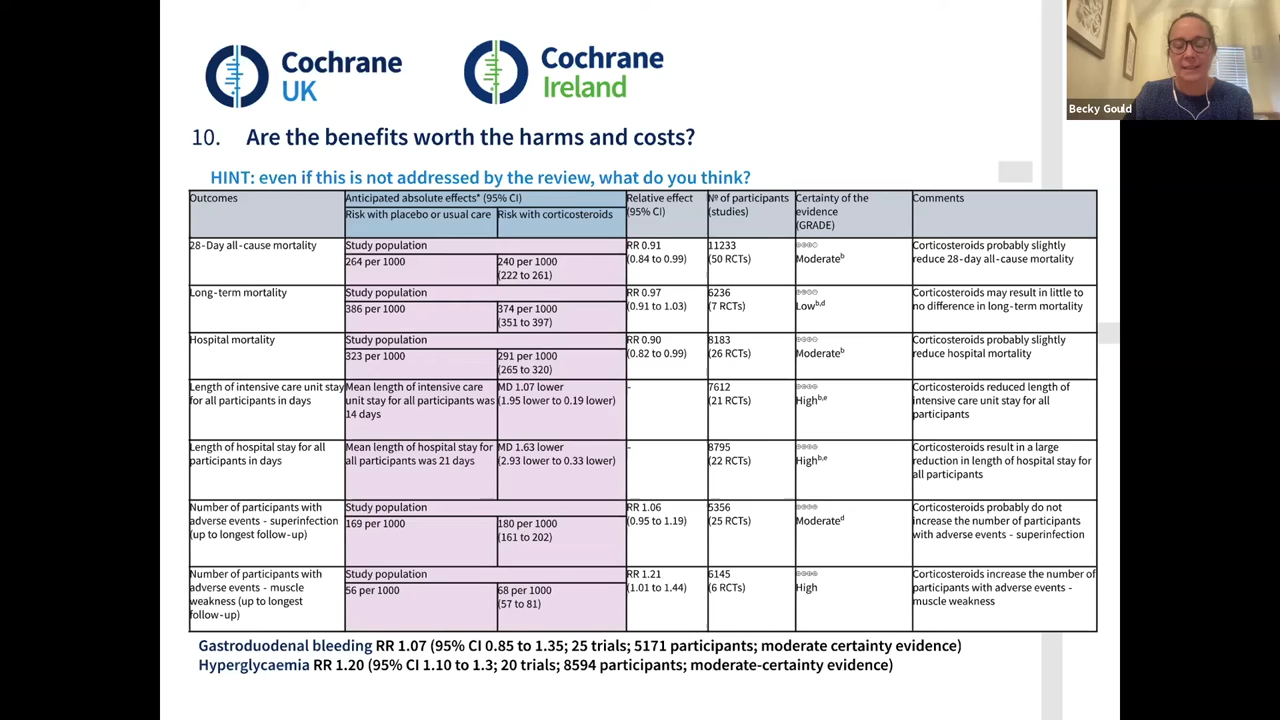 Cochrane
UK
Cochrane
Ireland
Becky Gould
10. Are the benefits worth the harms and costs?
HINT: even if this is not addressed by the review, what do you think?
Outcomes
Anticipated absolute effects* (95% CI)
Risk with placebo or usual care
Risk with corticosteroids
Relative effect
(95% CI)
№ of participants
(studies)
Certainty of the
evidence
(GRADE)
Comments
28-Day all-cause mortality
Study population
264 per 1000
240 per 1000
(222 to 261)
RR 0.91
(0.84 to 0.99)
11233
(50 RCTs)
Moderateᵇ
Corticosteroids probably slightly
reduce 28-day all-cause mortality
Long-term mortality
Study population
386 per 1000
374 per 1000
(351 to 397)
RR 0.97
(0.91 to 1.03)
6236
(7 RCTs)
Lowᵇ,ᵈ
Corticosteroids may result in little to
no difference in long-term mortality
Hospital mortality
Study population
323 per 1000
291 per 1000
(265 to 320)
RR 0.90
(0.82 to 0.99)
8183
(26 RCTs)
Moderateᵇ
Corticosteroids probably slightly
reduce hospital mortality
Length of intensive care unit stay
for all participants in days
Mean length of intensive care
unit stay for all participants was
14 days
MD 1.07 lower
(1.95 lower to 0.19 lower)
-
7612
(21 RCTs)
Highᵇ,ᵉ
Corticosteroids reduced length of
intensive care unit stay for all
participants
Length of hospital stay for all
participants in days
Mean length of hospital stay for
all participants was 21 days
MD 1.63 lower
(2.93 lower to 0.33 lower)
-
8795
(22 RCTs)
Highᵇ,ᵉ
Corticosteroids result in a large
reduction in length of hospital stay for
all participants
Number of participants with
adverse events - superinfection
(up to longest follow-up)
Study population
169 per 1000
180 per 1000
(161 to 202)
RR 1.06
(0.95 to 1.19)
5356
(25 RCTs)
Moderateᵈ
Corticosteroids probably do not
increase the number of participants
with adverse events - superinfection
Number of participants with
adverse events - muscle
weakness (up to longest
follow-up)
Study population
56 per 1000
68 per 1000
(57 to 81)
RR 1.21
(1.01 to 1.44)
6145
(6 RCTs)
High
Corticosteroids increase the number of
participants with adverse events -
muscle weakness
Gastroduodenal bleeding RR 1.07 (95% CI 0.85 to 1.35; 25 trials; 5171 participants; moderate certainty evidence)
Hyperglycaemia RR 1.20 (95% CI 1.10 to 1.3; 20 trials; 8594 participants; moderate-certainty evidence)